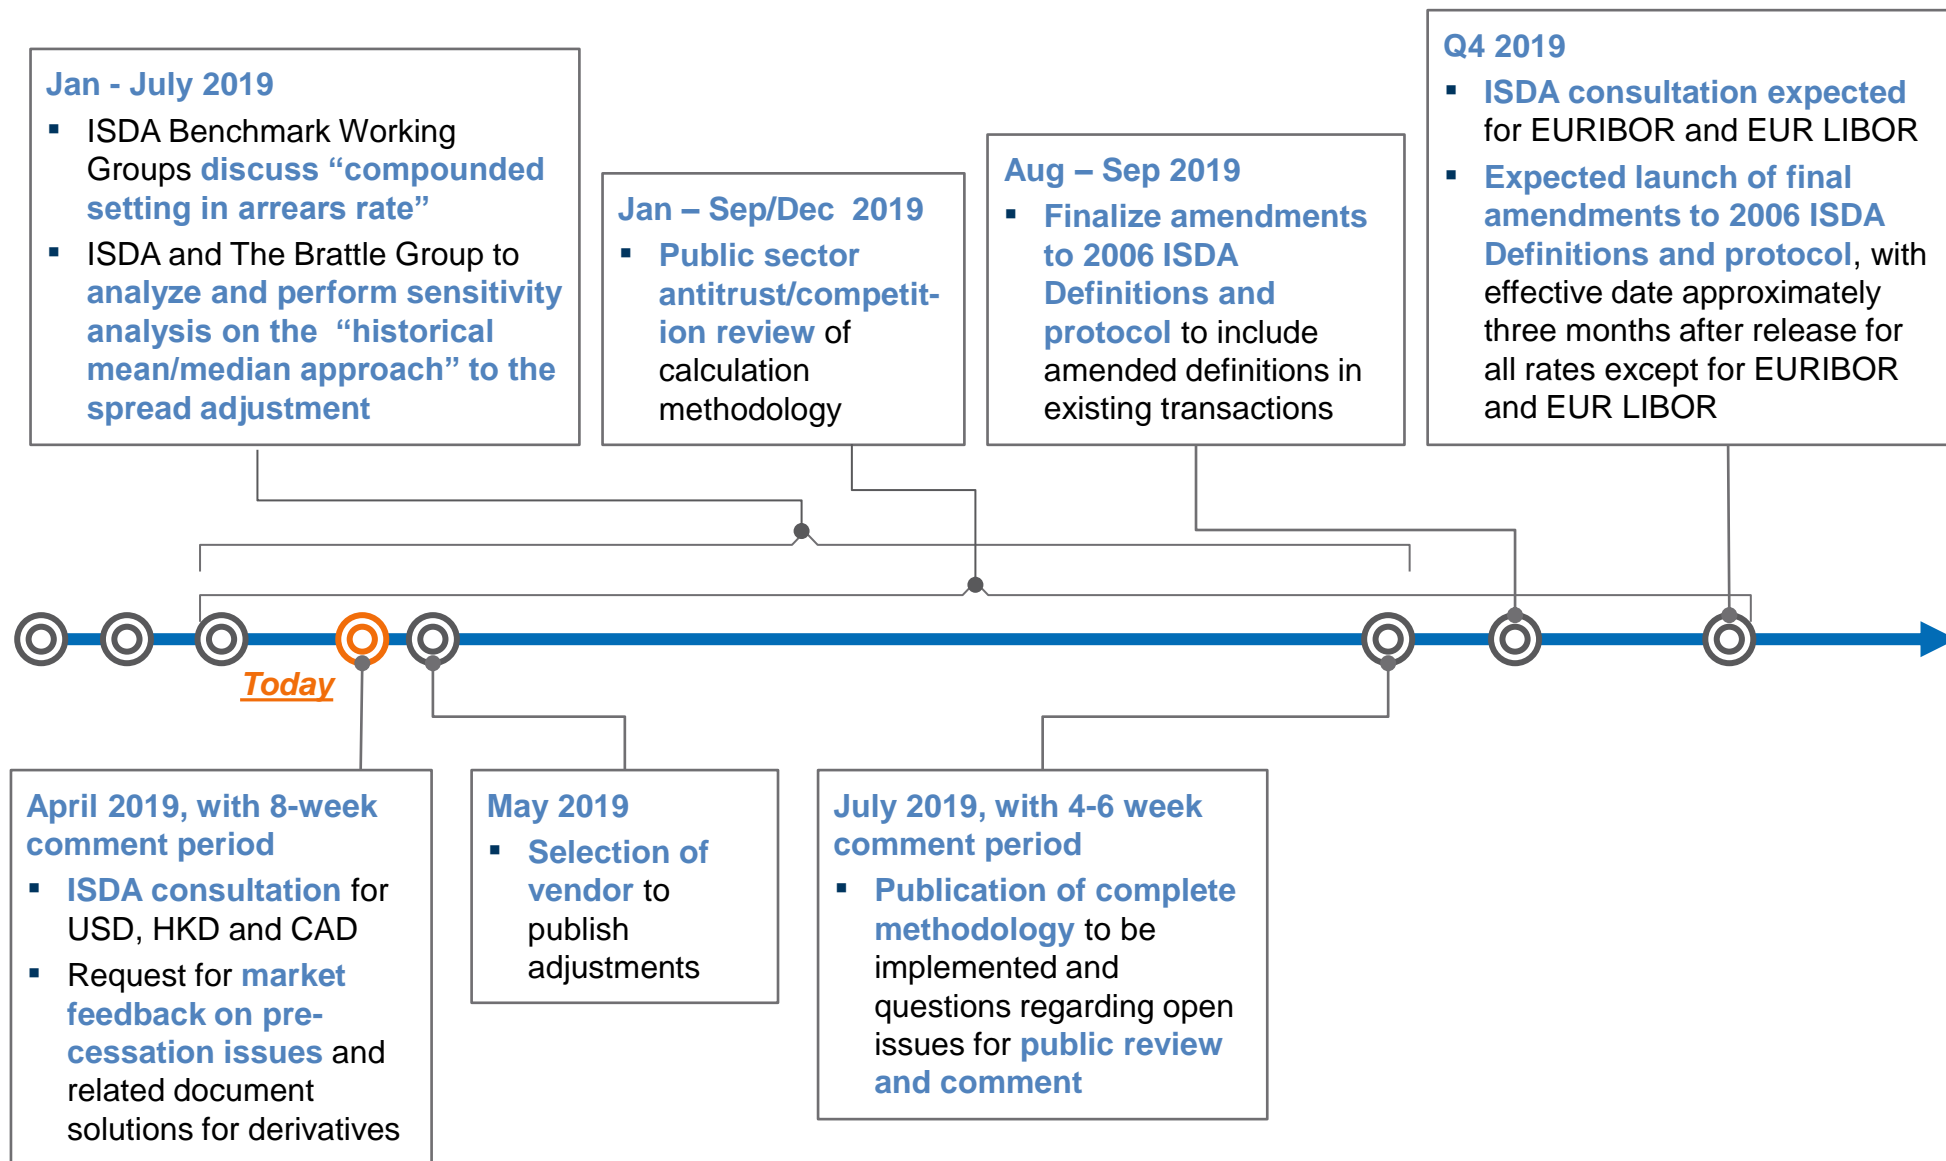 Jan - July 2019
▪ ISDA Benchmark Working
Groups discuss “compounded
setting in arrears rate”
▪ ISDA and The Brattle Group to
analyze and perform sensitivity
analysis on the “historical
mean/median approach” to the
spread adjustment
Jan – Sep/Dec 2019
▪ Public sector
antitrust/competit-
ion review of
calculation
methodology
Aug – Sep 2019
▪ Finalize amendments
to 2006 ISDA
Definitions and
protocol to include
amended definitions in
existing transactions
Q4 2019
▪ ISDA consultation expected
for EURIBOR and EUR LIBOR
▪ Expected launch of final
amendments to 2006 ISDA
Definitions and protocol, with
effective date approximately
three months after release for
all rates except for EURIBOR
and EUR LIBOR
Today
April 2019, with 8-week
comment period
▪ ISDA consultation for
USD, HKD and CAD
▪ Request for market
feedback on pre-
cessation issues and
related document
solutions for derivatives
May 2019
▪ Selection of
vendor to
publish
adjustments
July 2019, with 4-6 week
comment period
▪ Publication of complete
methodology to be
implemented and
questions regarding open
issues for public review
and comment